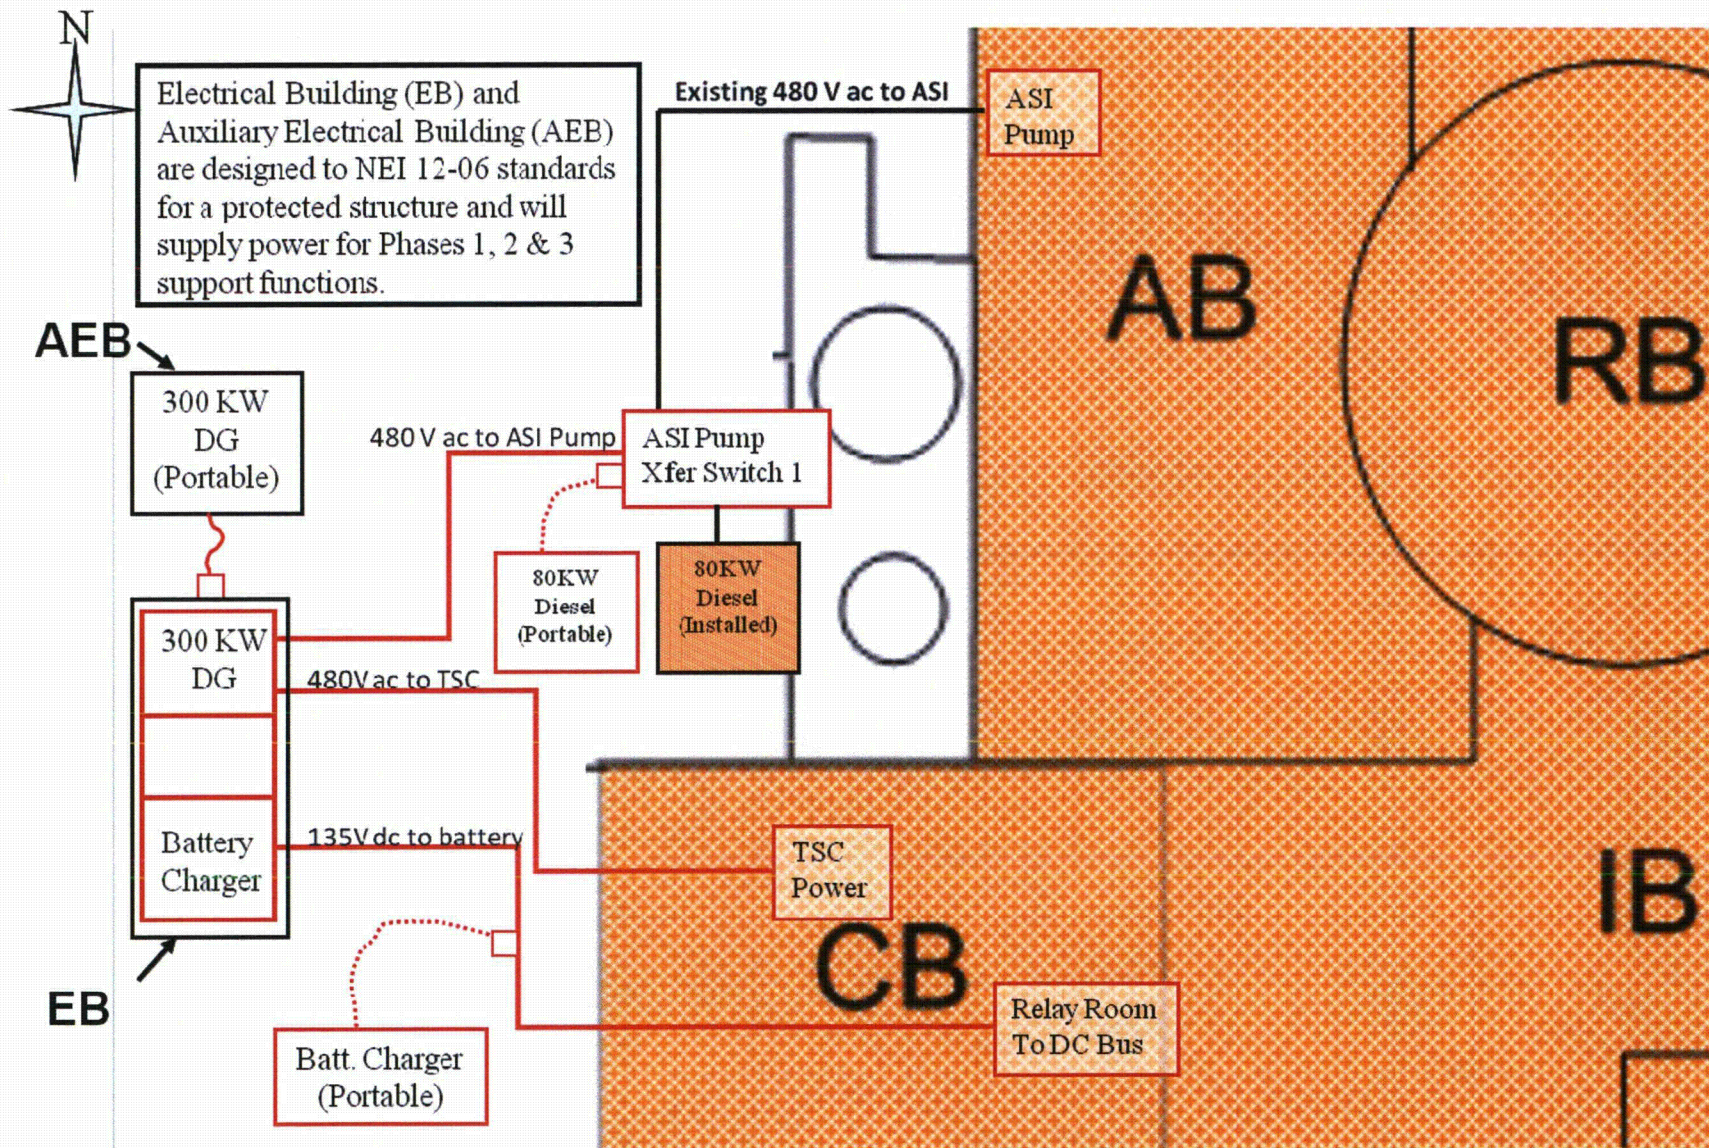 N
Electrical Building (EB) and
Auxiliary Electrical Building (AEB)
are designed to NEI 12-06 standards
for a protected structure and will
supply power for Phases 1, 2 & 3
support functions.
Existing 480 V ac to ASI
ASI
Pump
AB
RB
AEB
300 KW
DG
(Portable)
480 V ac to ASI Pump
ASI Pump
Xfer Switch 1
80KW
Diesel
(Portable)
80KW
Diesel
(Installed)
300 KW
DG
480V ac to TSC
Battery
Charger
135V dc to battery
TSC
Power
CB
IB
EB
Relay Room
To DC Bus
Batt. Charger
(Portable)